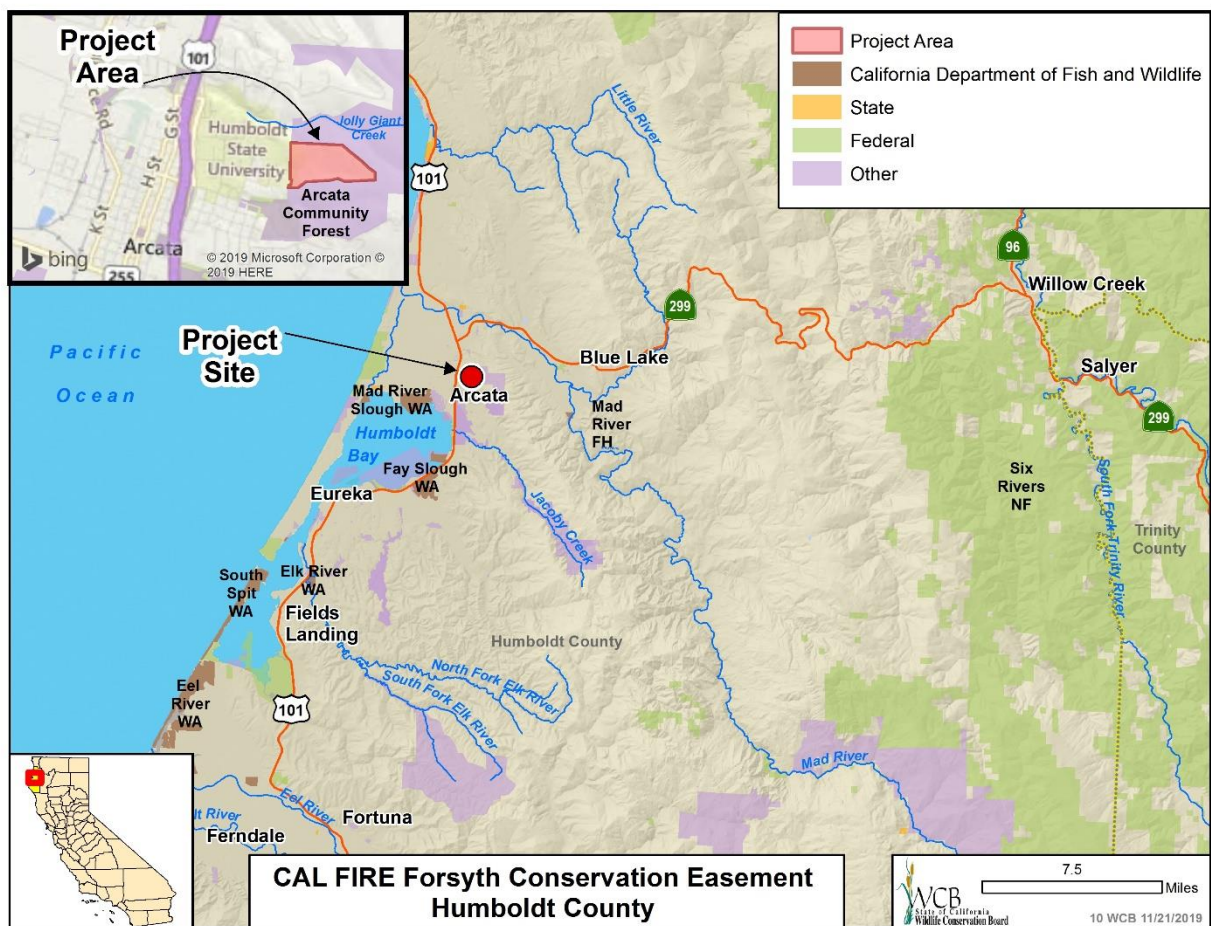 Project
Area
101
ce Rd
H St
G St
K St
Humboldt
State
University
Jolly Giant
Creek
Arcata
Community
Forest
Arcata
255
bing
© 2019 Microsoft Corporation ©
2019 HERE
Project Area
California Department of Fish and Wildlife
State
Federal
Other
Little River
101
96
Willow Creek
299
Project
Site
Blue Lake
Salyer
299
Pacific
Ocean
Arcata
Mad River
Slough WA
Mad
River
FH
Humboldt
Bay
Fay Slough
WA
Six
Rivers
NF
South Fork Trinity River
Trinity
County
Eureka
Jacoby Creek
South
Spit
WA
Elk River
WA
Fields
Landing
Humboldt County
North Fork Elk River
South Fork Elk River
Eel
River
WA
101
Mad River
Eel River
lt River
Fortuna
Ferndale
CAL FIRE Forsyth Conservation Easement
Humboldt County
WCB
State of California
Wildlife Conservation Board
7.5
Miles
10 WCB 11/21/2019